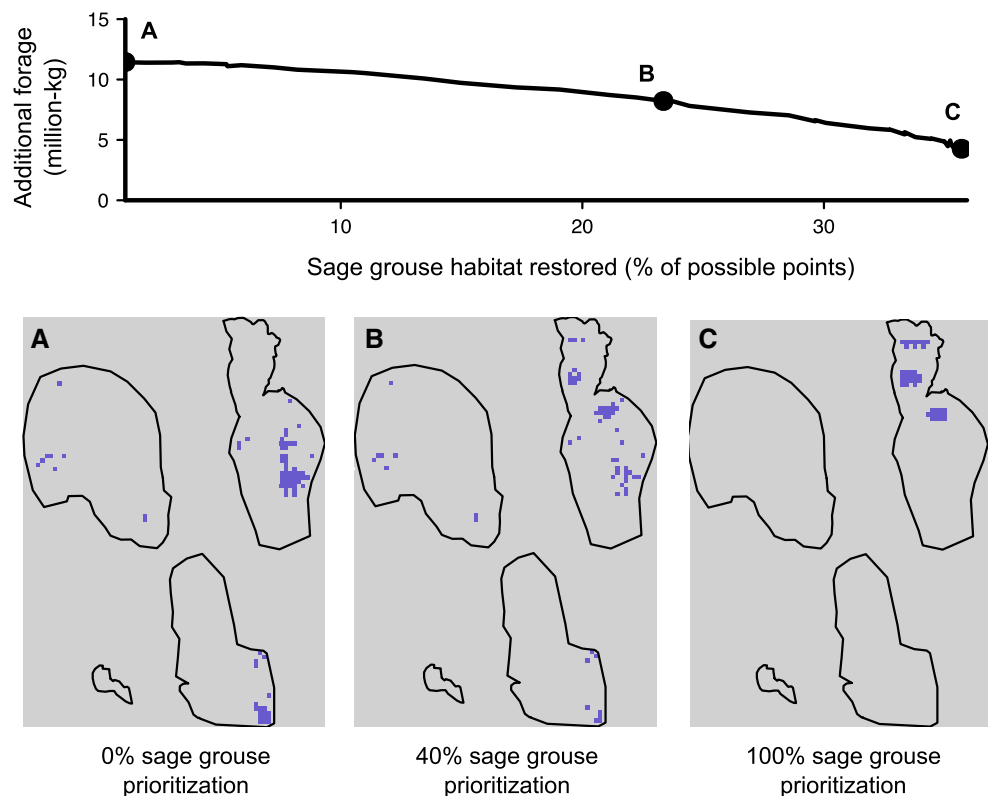 15
A
10
B
C
5
0
Additional forage
(million-kg)
10
20
30
Sage grouse habitat restored (% of possible points)
A
B
C
0% sage grouse
prioritization
40% sage grouse
prioritization
100% sage grouse
prioritization